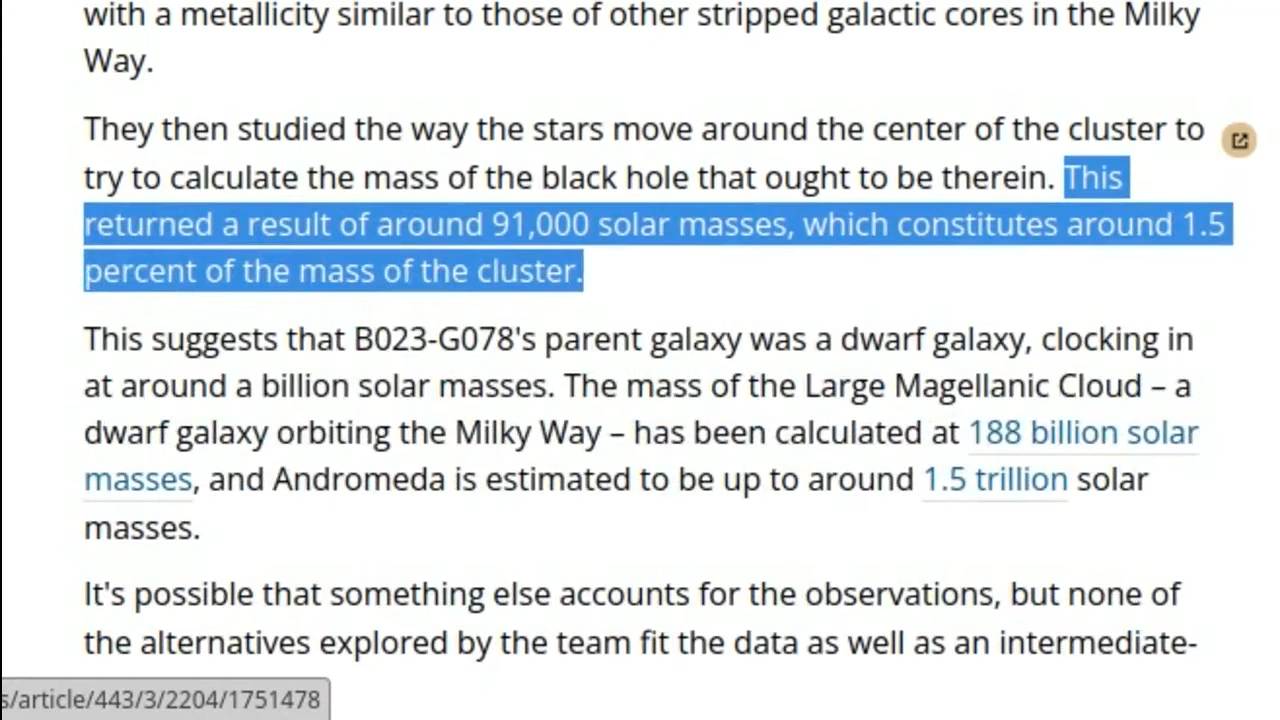 with a metallicity similar to those of other stripped galactic cores in the Milky
Way.
They then studied the way the stars move around the center of the cluster to
try to calculate the mass of the black hole that ought to be therein. This
returned a result of around 91,000 solar masses, which constitutes around 1.5
percent of the mass of the cluster.
This suggests that B023-G078's parent galaxy was a dwarf galaxy, clocking in
at around a billion solar masses. The mass of the Large Magellanic Cloud – a
dwarf galaxy orbiting the Milky Way – has been calculated at 188 billion solar
masses, and Andromeda is estimated to be up to around 1.5 trillion solar
masses.
It's possible that something else accounts for the observations, but none of
the alternatives explored by the team fit the data as well as an intermediate-
s/article/443/3/2204/1751478